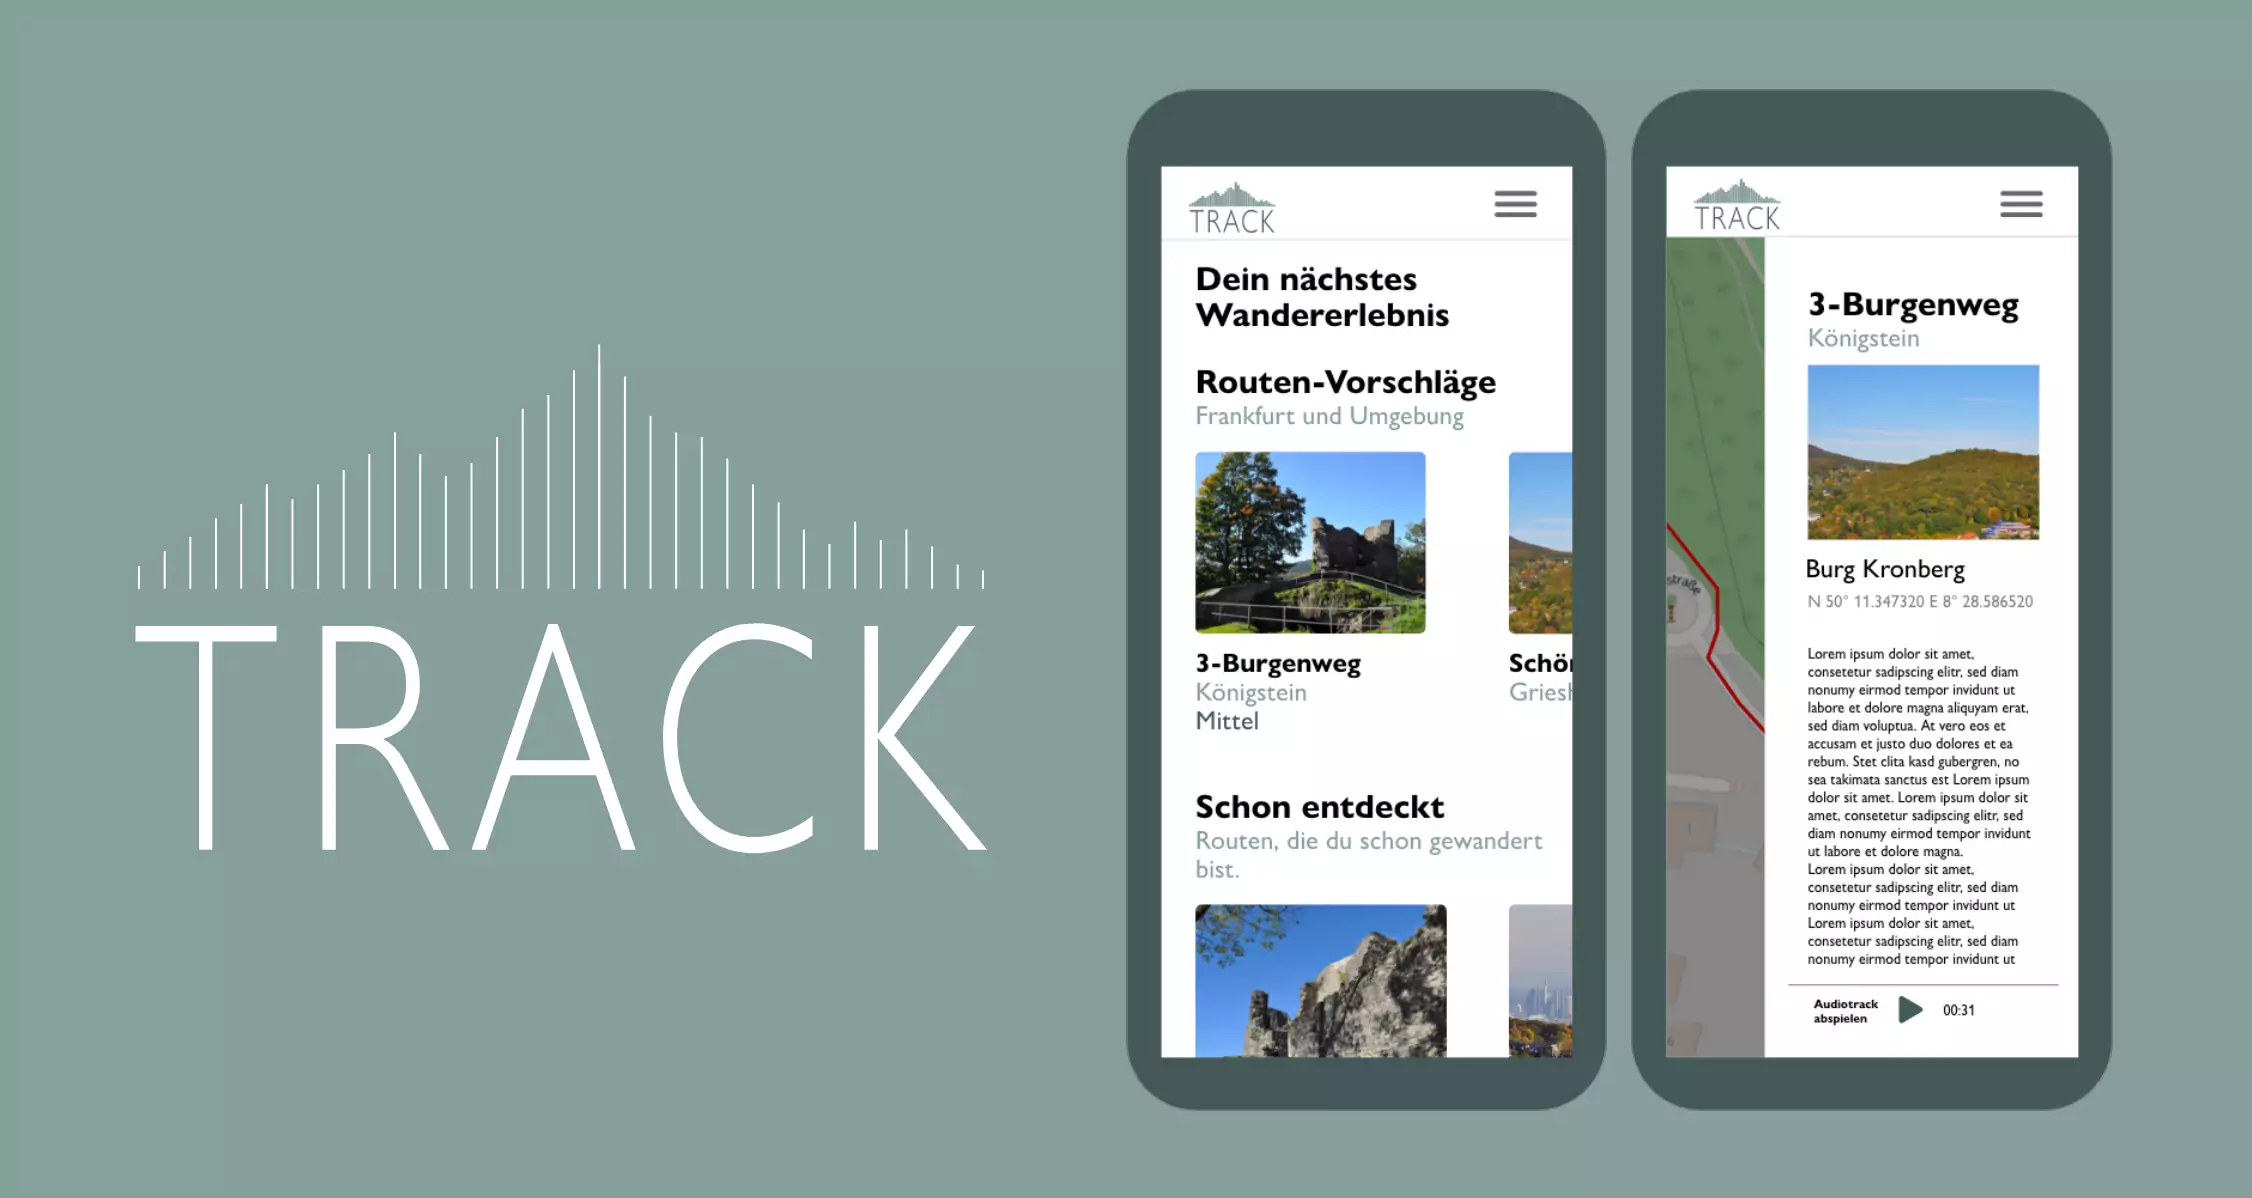 TRACK
TRACK
Dein nächstes
Wandererlebnis
Routen-Vorschläge
Frankfurt und Umgebung
3-Burgenweg
Königstein
Mittel
Schon entdeckt
Routen, die du schon gewandert
bist.
TRACK
straße
3-Burgenweg
Königstein
Burg Kronberg
N 50° 11.347320 E 8° 28.586520
Lorem ipsum dolor sit amet,
consetetur sadipscing elitr, sed diam
nonumy eirmod tempor invidunt ut
labore et dolore magna aliquyam erat,
sed diam voluptua. At vero eos et
accusam et justo duo dolores et ea
rebum. Stet clita kasd gubergren, no
sea takimata sanctus est Lorem ipsum
dolor sit amet. Lorem ipsum dolor sit
amet, consetetur sadipscing elitr, sed
diam nonumy eirmod tempor invidunt
ut labore et dolore magna.
Lorem ipsum dolor sit amet,
consetetur sadipscing elitr, sed diam
nonumy eirmod tempor invidunt ut
Lorem ipsum dolor sit amet,
consetetur sadipscing elitr, sed diam
nonumy eirmod tempor invidunt ut
Audiotrack
abspielen
00:31